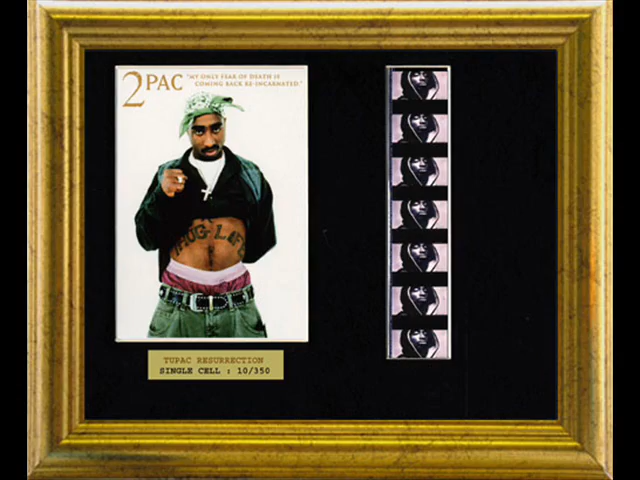 2PAC
"MY ONLY FEAR OF DEATH IS
COMING BACK RE-INCARNATED."
THUG LIFE
TUPAC RESURRECTION
SINGLE CELL : 10/350